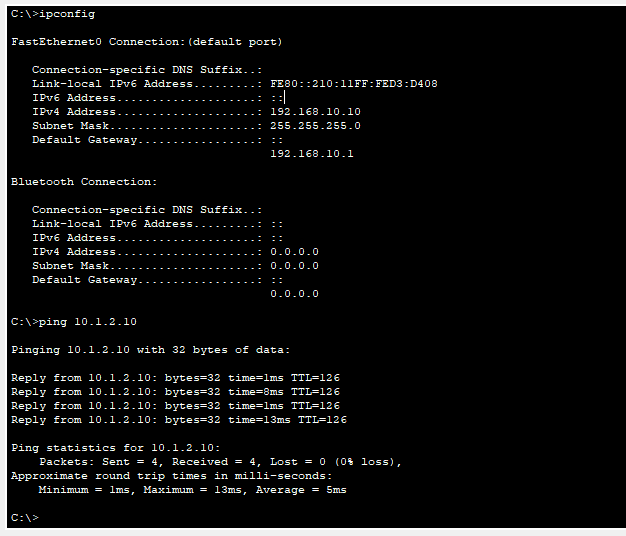 C:\>ipconfig
FastEthernet0 Connection:(default port)
Connection-specific DNS Suffix..:
Link-local IPv6 Address.........: FE80::210:11FF:FED3:D408
IPv6 Address....................: ::
IPv4 Address....................: 192.168.10.10
Subnet Mask.....................: 255.255.255.0
Default Gateway.................: ::
192.168.10.1
Bluetooth Connection:
Connection-specific DNS Suffix..:
Link-local IPv6 Address.........: ::
IPv6 Address....................: ::
IPv4 Address....................: 0.0.0.0
Subnet Mask.....................: 0.0.0.0
Default Gateway.................: ::
0.0.0.0
C:\>ping 10.1.2.10
Pinging 10.1.2.10 with 32 bytes of data:
Reply from 10.1.2.10: bytes=32 time=1ms TTL=126
Reply from 10.1.2.10: bytes=32 time=8ms TTL=126
Reply from 10.1.2.10: bytes=32 time=1ms TTL=126
Reply from 10.1.2.10: bytes=32 time=13ms TTL=126
Ping statistics for 10.1.2.10:
Packets: Sent = 4, Received = 4, Lost = 0 (0% loss),
Approximate round trip times in milli-seconds:
Minimum = 1ms, Maximum = 13ms, Average = 5ms
C:\>